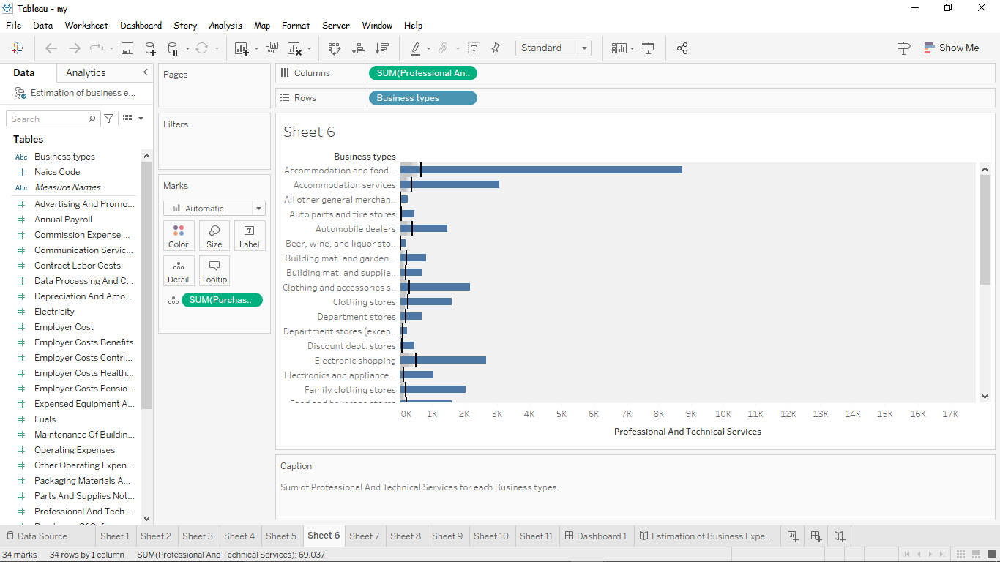 Tableau - my
File Data Worksheet Dashboard Story Analysis Map Format Server Window Help
Standard
Show Me
Data Analytics
Estimation of business e...
Search
Tables
Abc Business types
Naics Code
Abc Measure Names
Advertising And Promo...
Annual Payroll
Commission Expense ...
Communication Servic...
Contract Labor Costs
Data Processing And C...
Depreciation And Amo...
Electricity
Employer Cost
Employer Costs Benefits
Employer Costs Contri...
Employer Costs Health...
Employer Costs Pensio...
Expensed Equipment A...
Fuels
Maintenance Of Buildin...
Operating Expenses
Other Operating Expen...
Packaging Materials A...
Parts And Supplies Not...
Professional And Tech...
Pages
Filters
Marks
Automatic
Color Size Label
Detail Tooltip
SUM(Purchas..
Columns SUM(Professional An..
Rows Business types
Sheet 6
Business types
Accommodation and food ..
Accommodation services
All other general merchan..
Auto parts and tire stores
Automobile dealers
Beer, wine, and liquor sto..
Building mat. and garden ..
Building mat. and supplie..
Clothing and accessories s..
Clothing stores
Department stores
Department stores (excep..
Discount dept. stores
Electronic shopping
Electronics and appliance ..
Family clothing stores
Food and beverage stores
0K 1K 2K 3K 4K 5K 6K 7K 8K 9K 10K 11K 12K 13K 14K 15K 16K 17K
Professional And Technical Services
Caption
Sum of Professional And Technical Services for each Business types.
Data Source Sheet 1 Sheet 2 Sheet 3 Sheet 4 Sheet 5 Sheet 6 Sheet 7 Sheet 8 Sheet 9 Sheet 10 Sheet 11 Dashboard 1 Estimation of Business Expe...
34 marks 34 rows by 1 column SUM(Professional And Technical Services): 69,037